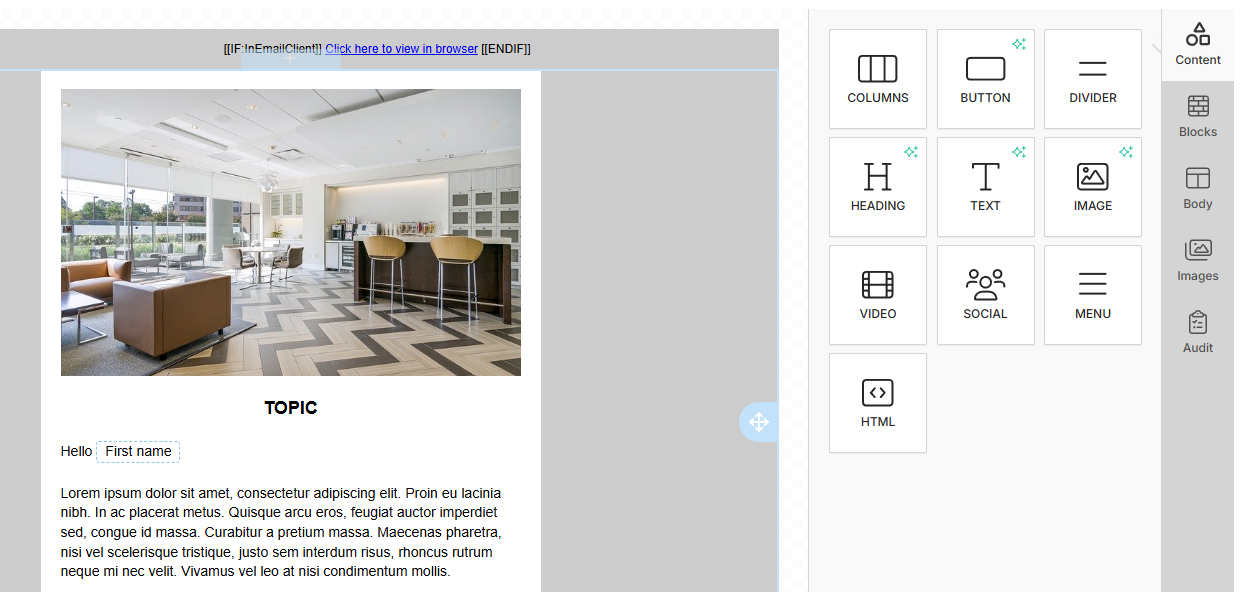 [[IF:InEmailClient]] Click here to view in browser [[ENDIF]]
TOPIC
Hello First name
Lorem ipsum dolor sit amet, consectetur adipiscing elit. Proin eu lacinia
nibh. In ac placerat metus. Quisque arcu eros, feugiat auctor imperdiet
sed, congue id massa. Curabitur a pretium massa. Maecenas pharetra,
nisi vel scelerisque tristique, justo sem interdum risus, rhoncus rutrum
neque mi nec velit. Vivamus vel leo at nisi condimentum mollis.
COLUMNS
BUTTON
DIVIDER
HEADING
TEXT
IMAGE
VIDEO
SOCIAL
MENU
HTML
Content
Blocks
Body
Images
Audit